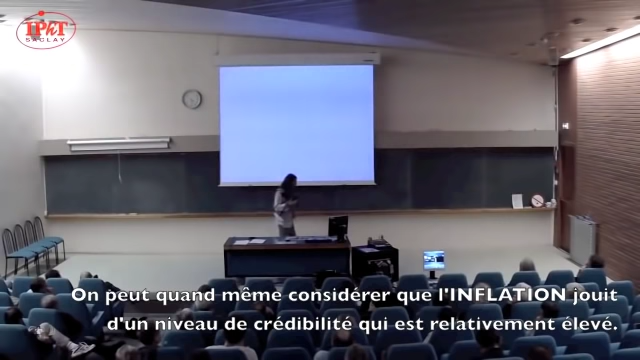 IPhT
SACLAY
On peut quand même considérer que l'INFLATION jouit
d'un niveau de crédibilité qui est relativement élevé.